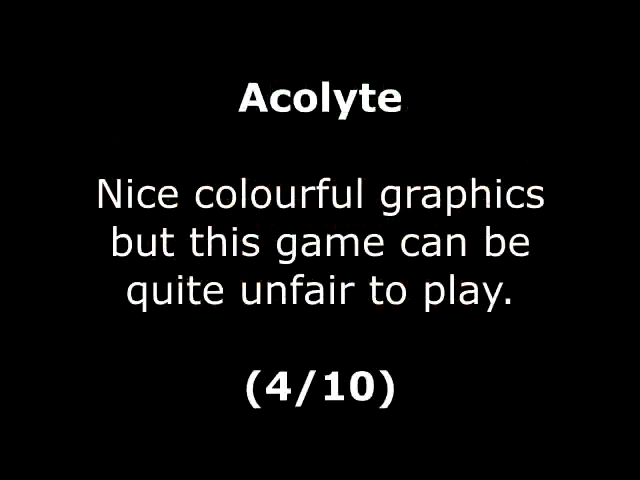 Acolyte
Nice colourful graphics
but this game can be
quite unfair to play.
(4/10)